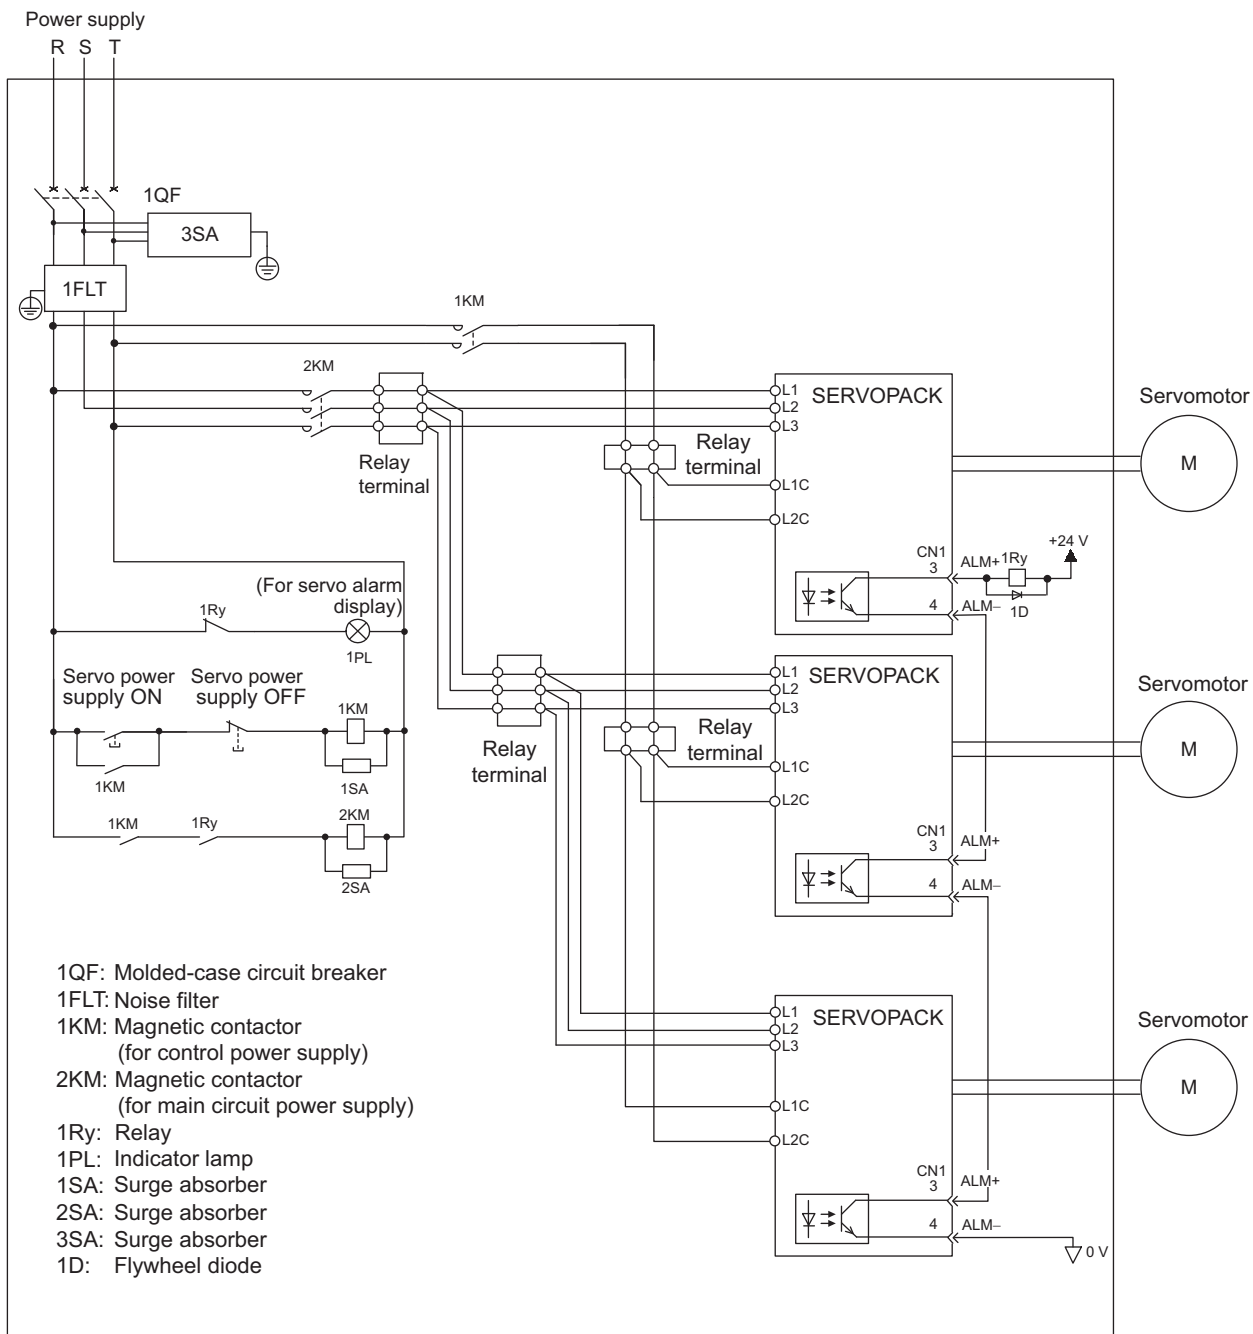 Power supply
R S T
1QF
3SA
1FLT
1KM
2KM
Relay
terminal
Relay
terminal
L1
L2
L3
L1C
L2C
SERVOPACK
CN1
3
4
ALM+
1Ry
+24 V
ALM−
1D
Servomotor
M
(For servo alarm
display)
1Ry
1PL
Servo power
supply ON
Servo power
supply OFF
1KM
1KM
1SA
1KM
1Ry
2KM
2SA
Relay
terminal
Relay
terminal
L1
L2
L3
L1C
L2C
SERVOPACK
CN1
3
4
ALM+
ALM−
Servomotor
M
L1
L2
L3
L1C
L2C
SERVOPACK
CN1
3
4
ALM+
ALM−
0 V
Servomotor
M
1QF: Molded-case circuit breaker
1FLT: Noise filter
1KM: Magnetic contactor
(for control power supply)
2KM: Magnetic contactor
(for main circuit power supply)
1Ry: Relay
1PL: Indicator lamp
1SA: Surge absorber
2SA: Surge absorber
3SA: Surge absorber
1D: Flywheel diode